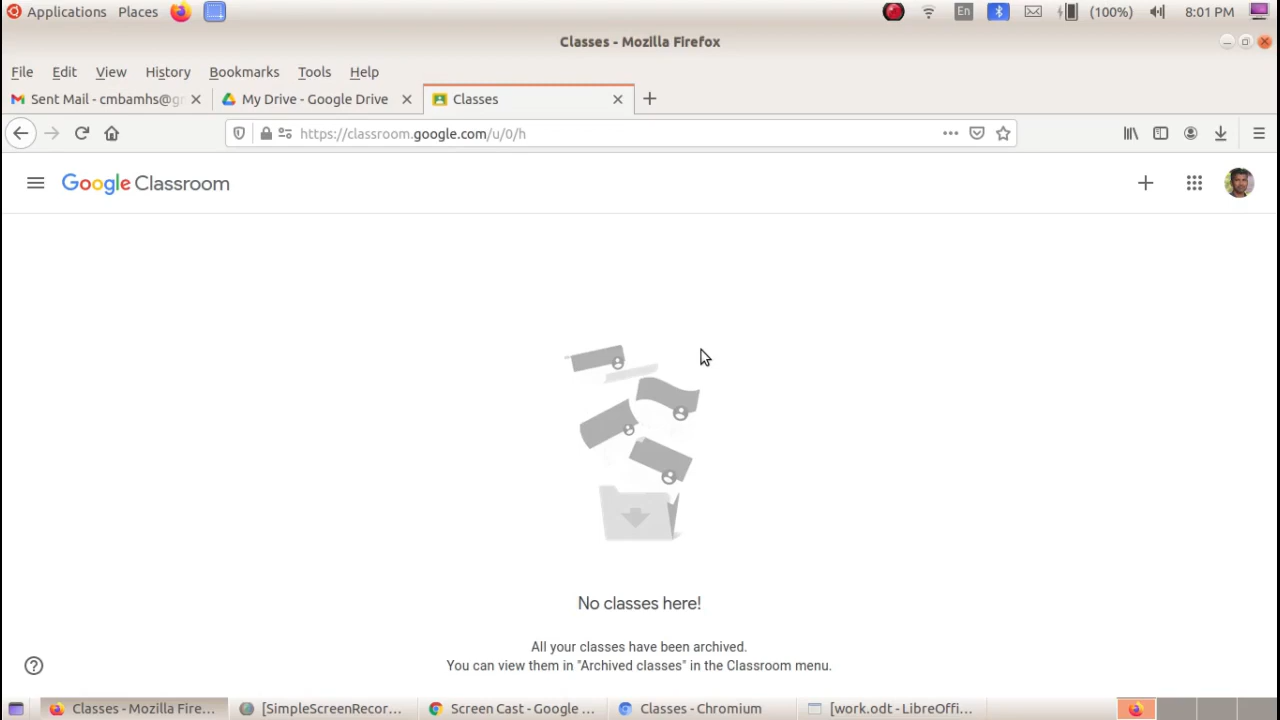 Applications Places En (100%) 8:01 PM
Classes - Mozilla Firefox
File Edit View History Bookmarks Tools Help
Sent Mail - cmbamhs@gm Classes My Drive - Google Drive
https://classroom.google.com/u/0/h
Google Classroom
No classes here!
All your classes have been archived.
You can view them in "Archived classes" in the Classroom menu.
Classes - Mozilla Fire... [SimpleScreenRecor... Screen Cast - Google ... Classes - Chromium [work.odt - LibreOffi...